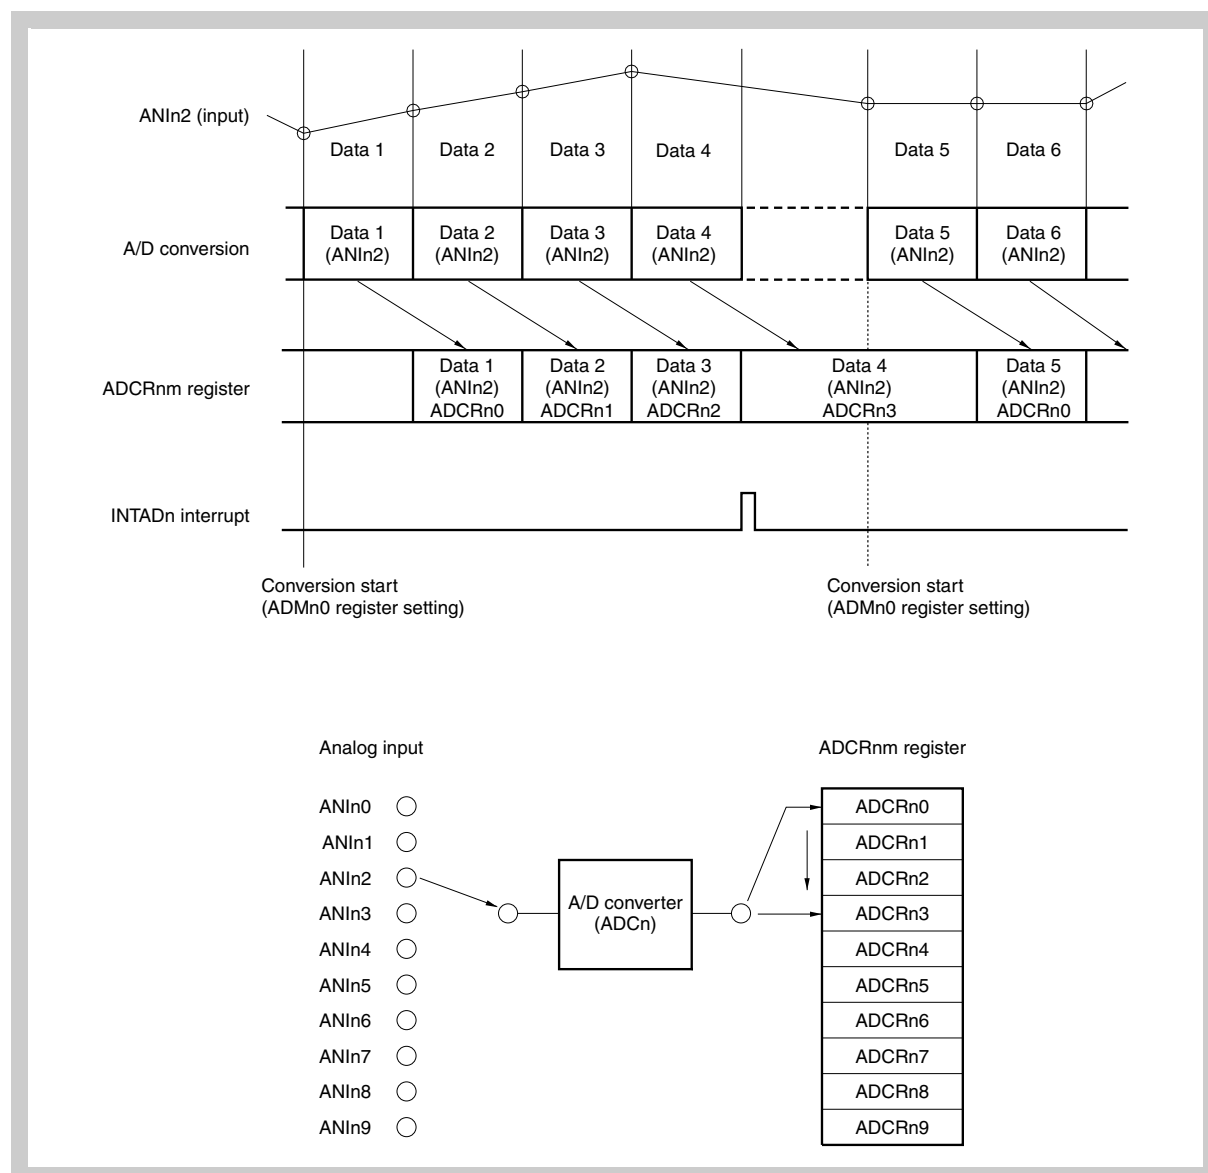 ANIn2 (input)
Data 1 Data 2 Data 3 Data 4 Data 5 Data 6
A/D conversion
Data 1
(ANIn2)
Data 2
(ANIn2)
Data 3
(ANIn2)
Data 4
(ANIn2)
Data 5
(ANIn2)
Data 6
(ANIn2)
ADCRnm register
Data 1
(ANIn2)
ADCRn0
Data 2
(ANIn2)
ADCRn1
Data 3
(ANIn2)
ADCRn2
Data 4
(ANIn2)
ADCRn3
Data 5
(ANIn2)
ADCRn0
INTADn interrupt
Conversion start
(ADMn0 register setting)
Conversion start
(ADMn0 register setting)
Analog input
ANIn0
ANIn1
ANIn2
ANIn3
ANIn4
ANIn5
ANIn6
ANIn7
ANIn8
ANIn9
A/D converter
(ADCn)
ADCRnm register
ADCRn0
ADCRn1
ADCRn2
ADCRn3
ADCRn4
ADCRn5
ADCRn6
ADCRn7
ADCRn8
ADCRn9